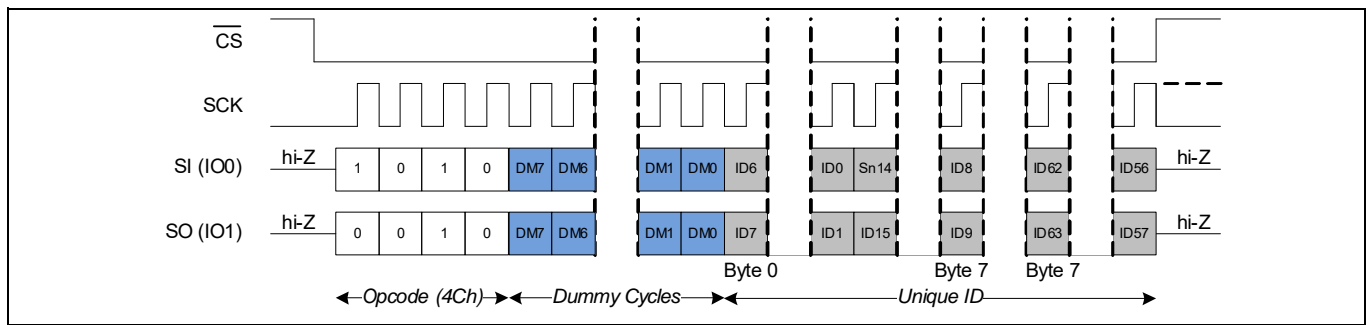 CS
SCK
SI (IO0) hi-Z 1 0 1 0 DM7 DM6 DM1 DM0 ID6 ID0 Sn14 ID8 ID62 ID56 hi-Z
SO (IO1) hi-Z 0 0 1 0 DM7 DM6 DM1 DM0 ID7 ID1 ID15 ID9 ID63 ID57 hi-Z
Byte 0 Byte 7 Byte 7
Opcode (4Ch) Dummy Cycles Unique ID